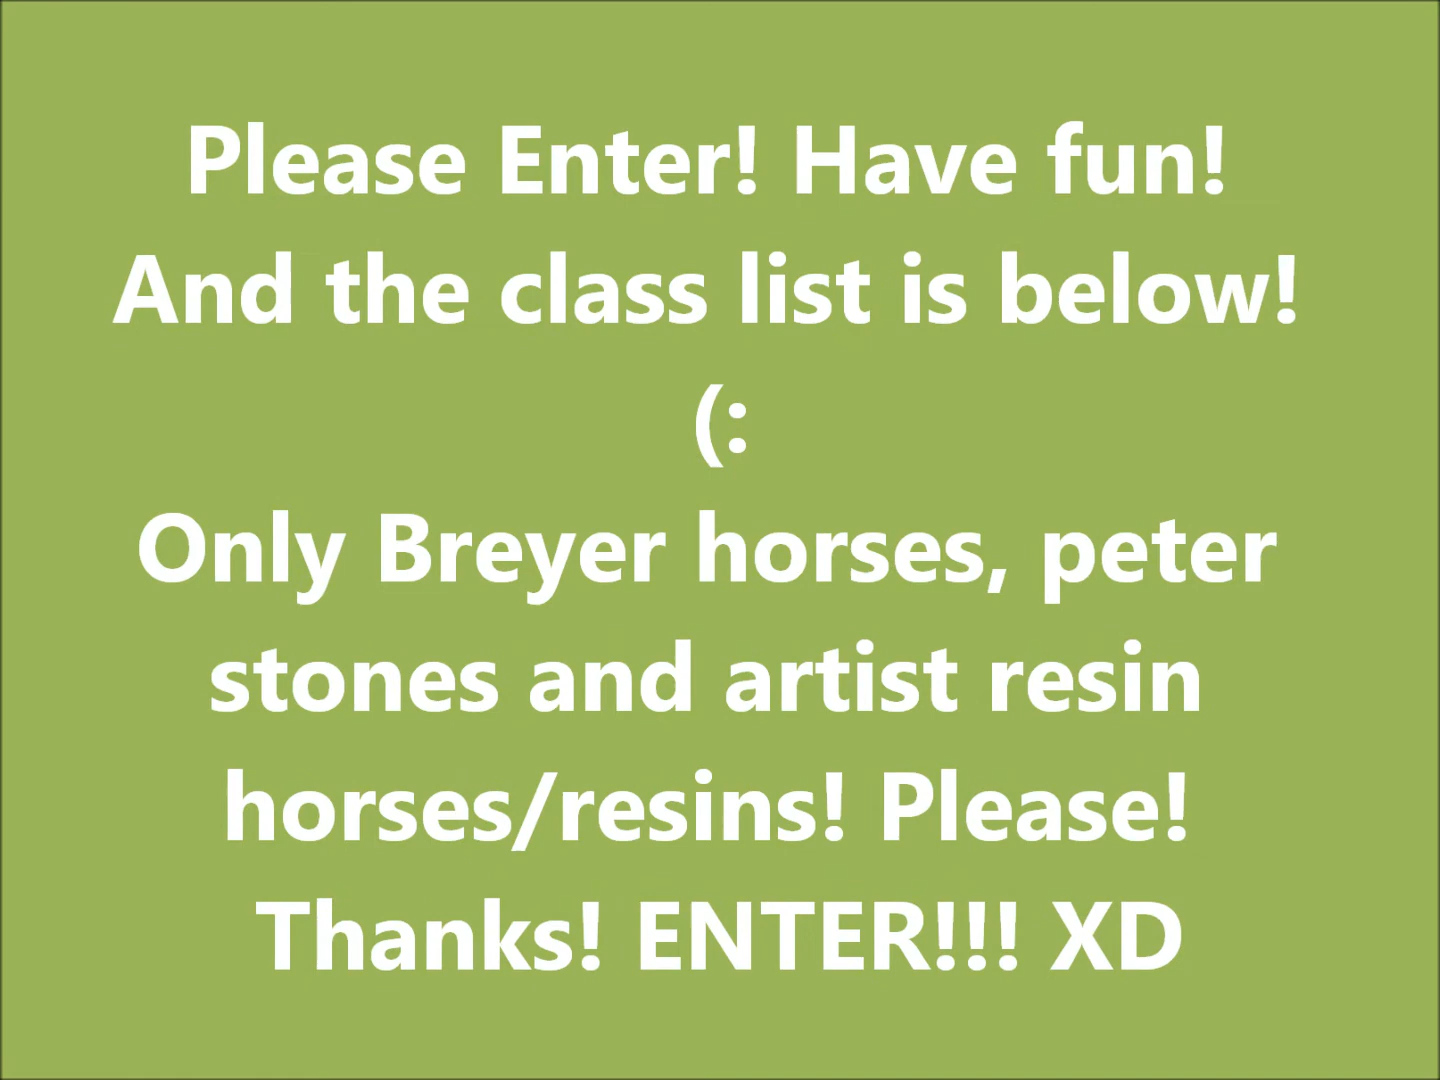 Please Enter! Have fun!
And the class list is below!
(:
Only Breyer horses, peter
stones and artist resin
horses/resins! Please!
Thanks! ENTER!!! XD